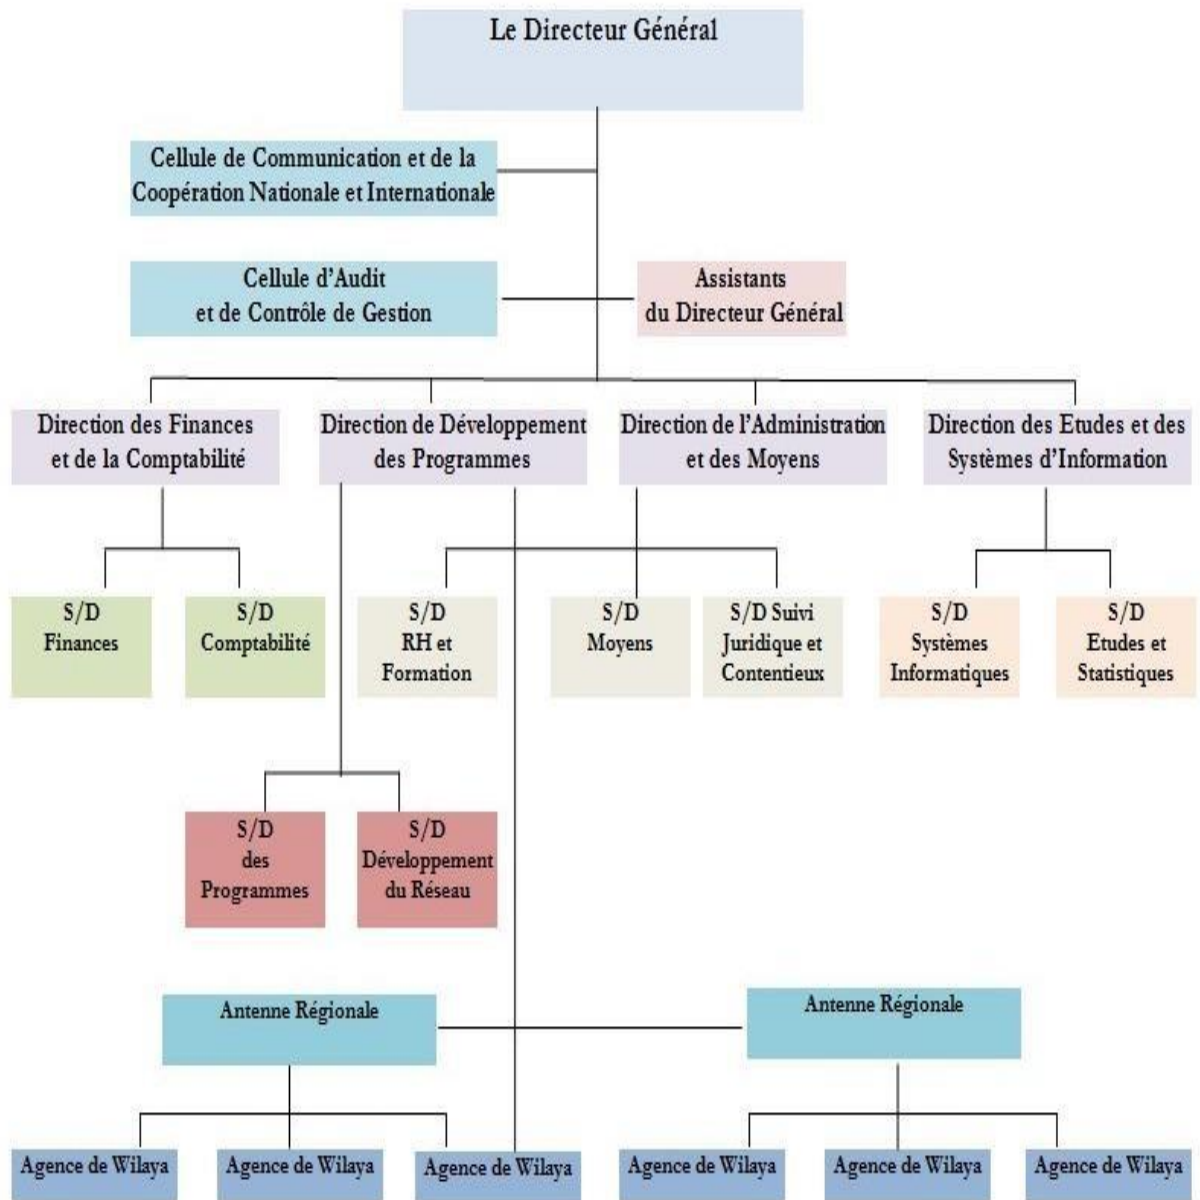 Le Directeur Général
Cellule de Communication et de la
Coopération Nationale et Internationale
Cellule d'Audit
et de Contrôle de Gestion
Assistants
du Directeur Général
Direction des Finances
et de la Comptabilité
Direction de Développement
des Programmes
Direction de l'Administration
et des Moyens
Direction des Etudes et des
Systèmes d'Information
S/D
Finances
S/D
Comptabilité
S/D
RH et
Formation
S/D
Moyens
S/D Suivi
Juridique et
Contentieux
S/D
Systèmes
Informatiques
S/D
Etudes et
Statistiques
S/D
des
Programmes
S/D
Développement
du Réseau
Antenne Régionale
Antenne Régionale
Agence de Wilaya
Agence de Wilaya
Agence de Wilaya
Agence de Wilaya
Agence de Wilaya
Agence de Wilaya